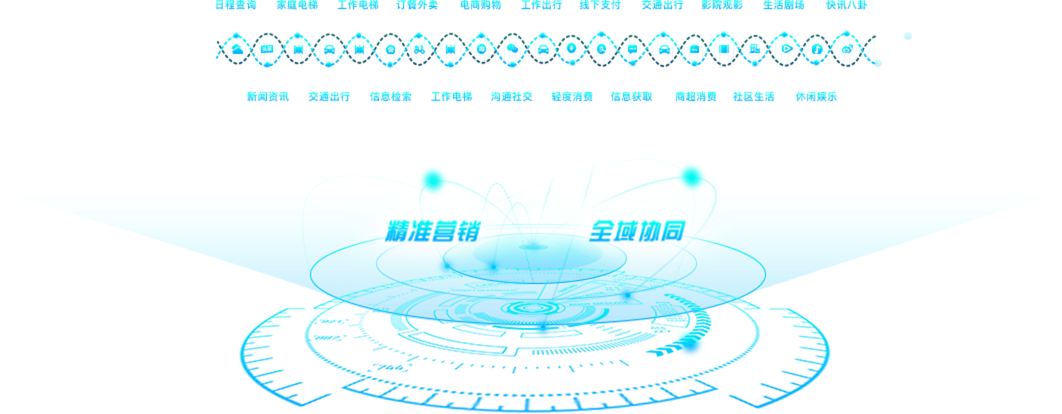 日程查询 家庭电梯 工作电梯 订餐外卖 电商购物 工作出行 线下支付 交通出行 影院观影 生活剧场 快讯八卦
新闻资讯 交通出行 信息检索 工作电梯 沟通社交 轻度消费 信息获取 商超消费 社区生活 休闲娱乐
精准营销 全域协同